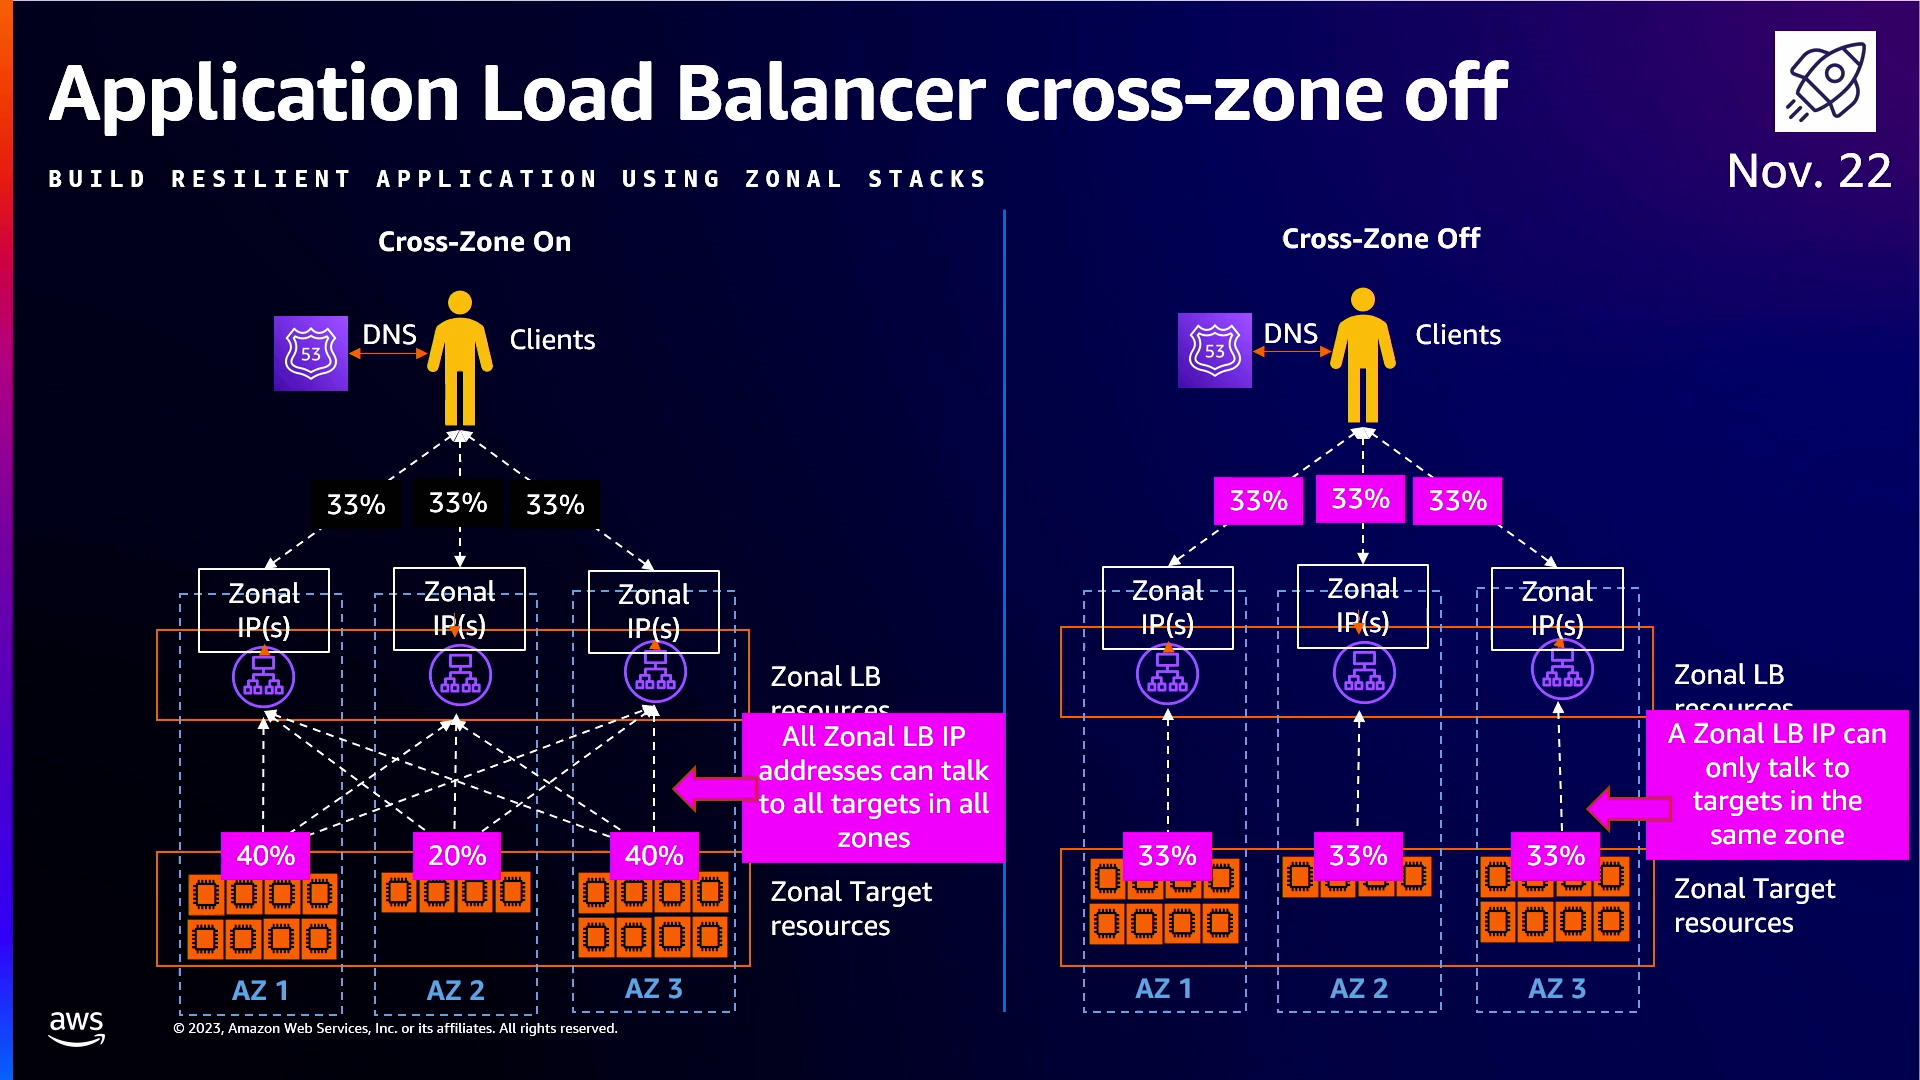 Application Load Balancer cross-zone off
Nov. 22
BUILD RESILIENT APPLICATION USING ZONAL STACKS
Cross-Zone On
53
DNS
Clients
33%
33%
33%
Zonal
IP(s)
Zonal
IP(s)
Zonal
IP(s)
Zonal LB
resources
All Zonal LB IP
addresses can talk
to all targets in all
zones
40%
20%
40%
Zonal Target
resources
AZ 1
AZ 2
AZ 3
Cross-Zone Off
53
DNS
Clients
33%
33%
33%
Zonal
IP(s)
Zonal
IP(s)
Zonal
IP(s)
Zonal LB
resources
A Zonal LB IP can
only talk to
targets in the
same zone
33%
33%
33%
Zonal Target
resources
AZ 1
AZ 2
AZ 3
aws
© 2023, Amazon Web Services, Inc. or its affiliates. All rights reserved.